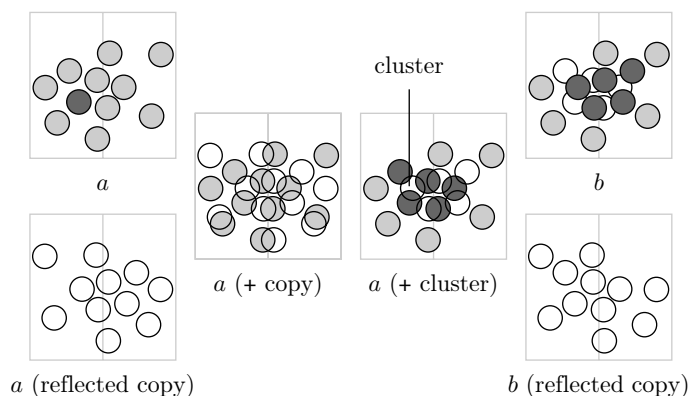 cluster
a
b
a (+ copy)
a (+ cluster)
a (reflected copy)
b (reflected copy)